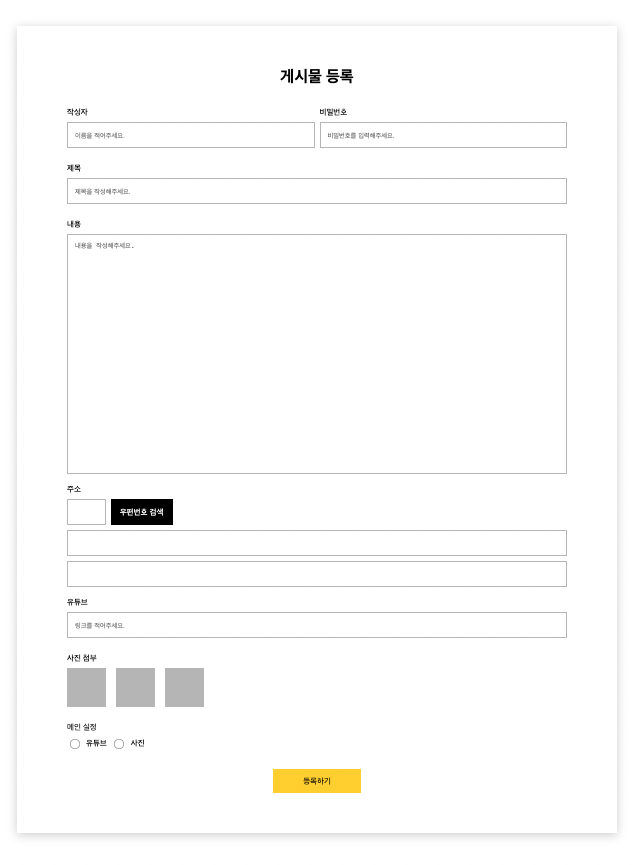 게시물 등록
작성자 비밀번호
이름을 적어주세요. 비밀번호를 입력해주세요.
제목
제목을 작성해주세요.
내용
내용을 작성해주세요.
주소
우편번호 검색
유튜브
링크를 적어주세요.
사진 첨부
메인 설정
유튜브 사진
등록하기